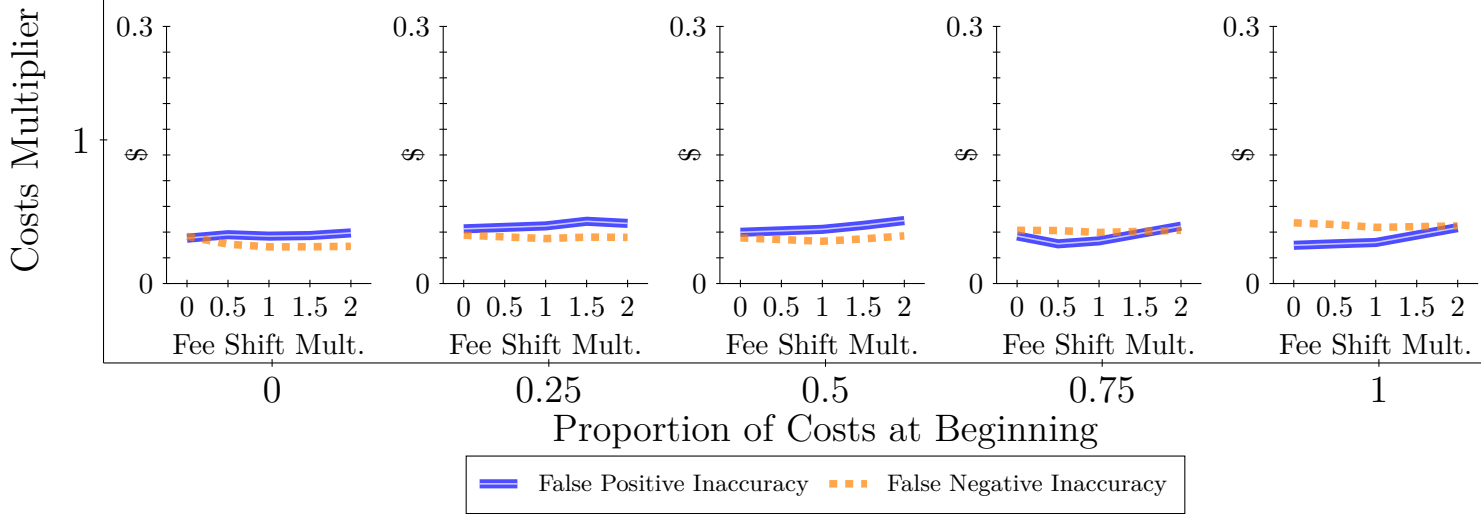 Costs Multiplier
1
0.3 0.3 0.3 0.3 0.3
$ $ $ $ $
0 0 0 0 0
0 0.5 1 1.5 2 0 0.5 1 1.5 2 0 0.5 1 1.5 2 0 0.5 1 1.5 2 0 0.5 1 1.5 2
Fee Shift Mult. Fee Shift Mult. Fee Shift Mult. Fee Shift Mult. Fee Shift Mult.
0 0.25 0.5 0.75 1
Proportion of Costs at Beginning
False Positive Inaccuracy False Negative Inaccuracy